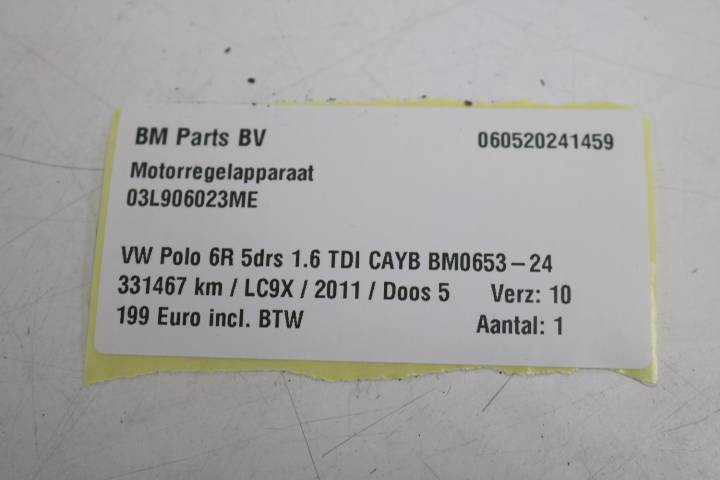 BM Parts BV 060520241459
Motorregelapparaat
03L906023ME
VW Polo 6R 5drs 1.6 TDI CAYB BM0653-24
331467 km / LC9X / 2011 / Doos 5 Verz: 10
199 Euro incl. BTW Aantal: 1